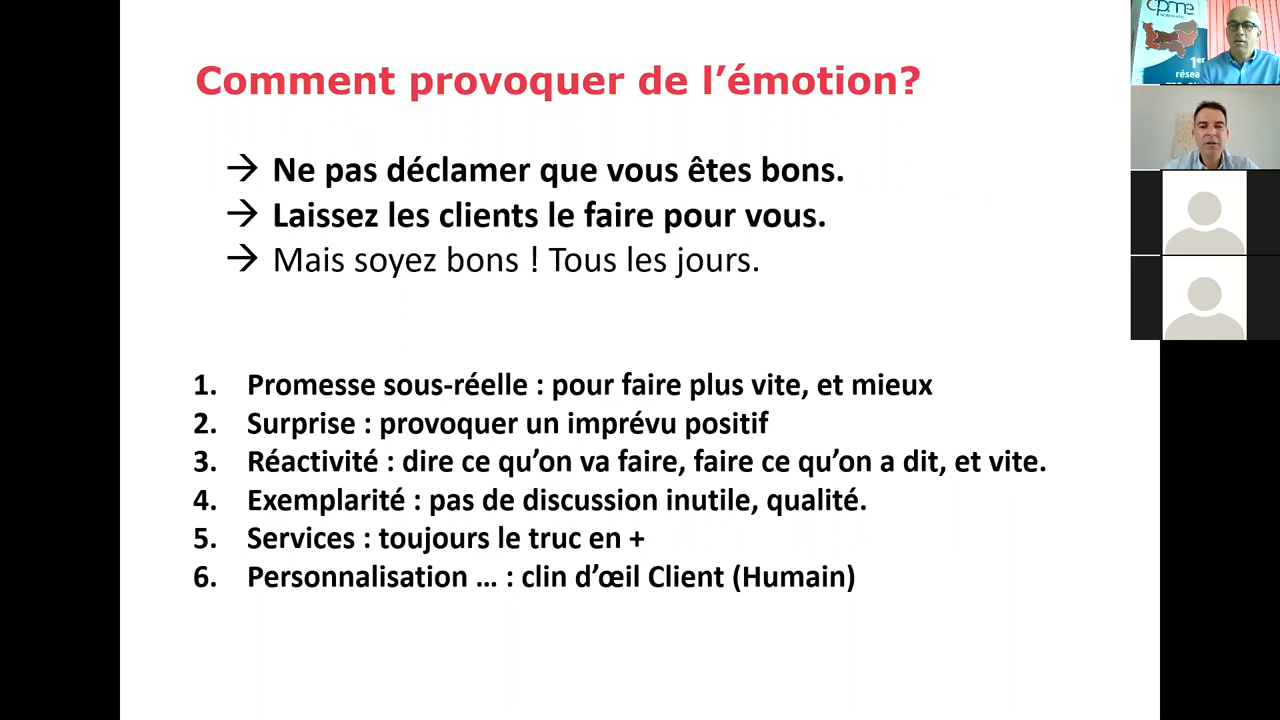 Comment provoquer de l’émotion?
→ Ne pas déclamer que vous êtes bons.
→ Laissez les clients le faire pour vous.
→ Mais soyez bons ! Tous les jours.
1. Promesse sous-réelle : pour faire plus vite, et mieux
2. Surprise : provoquer un imprévu positif
3. Réactivité : dire ce qu’on va faire, faire ce qu’on a dit, et vite.
4. Exemplarité : pas de discussion inutile, qualité.
5. Services : toujours le truc en +
6. Personnalisation … : clin d’œil Client (Humain)
cpme
1er
résea